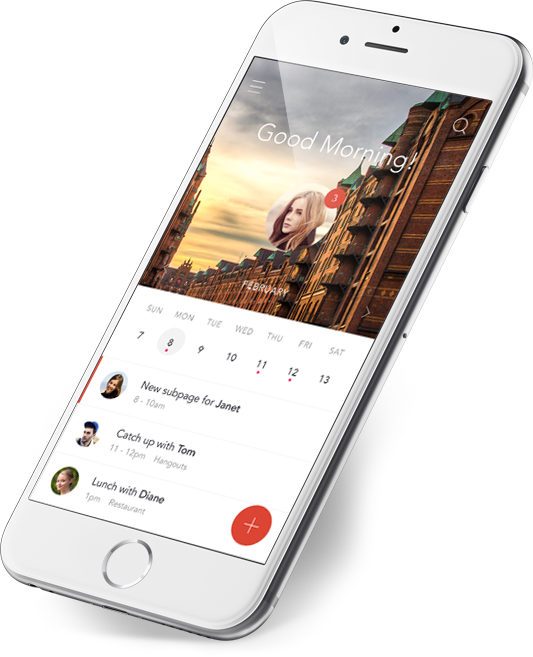 Good Morning!
3
FEBRUARY
SUN MON TUE WED THU FRI SAT
7 8 9 10 11 12 13
New subpage for Janet
8 - 10am
Catch up with Tom
11 - 12pm Hangouts
Lunch with Diane
1pm Restaurant